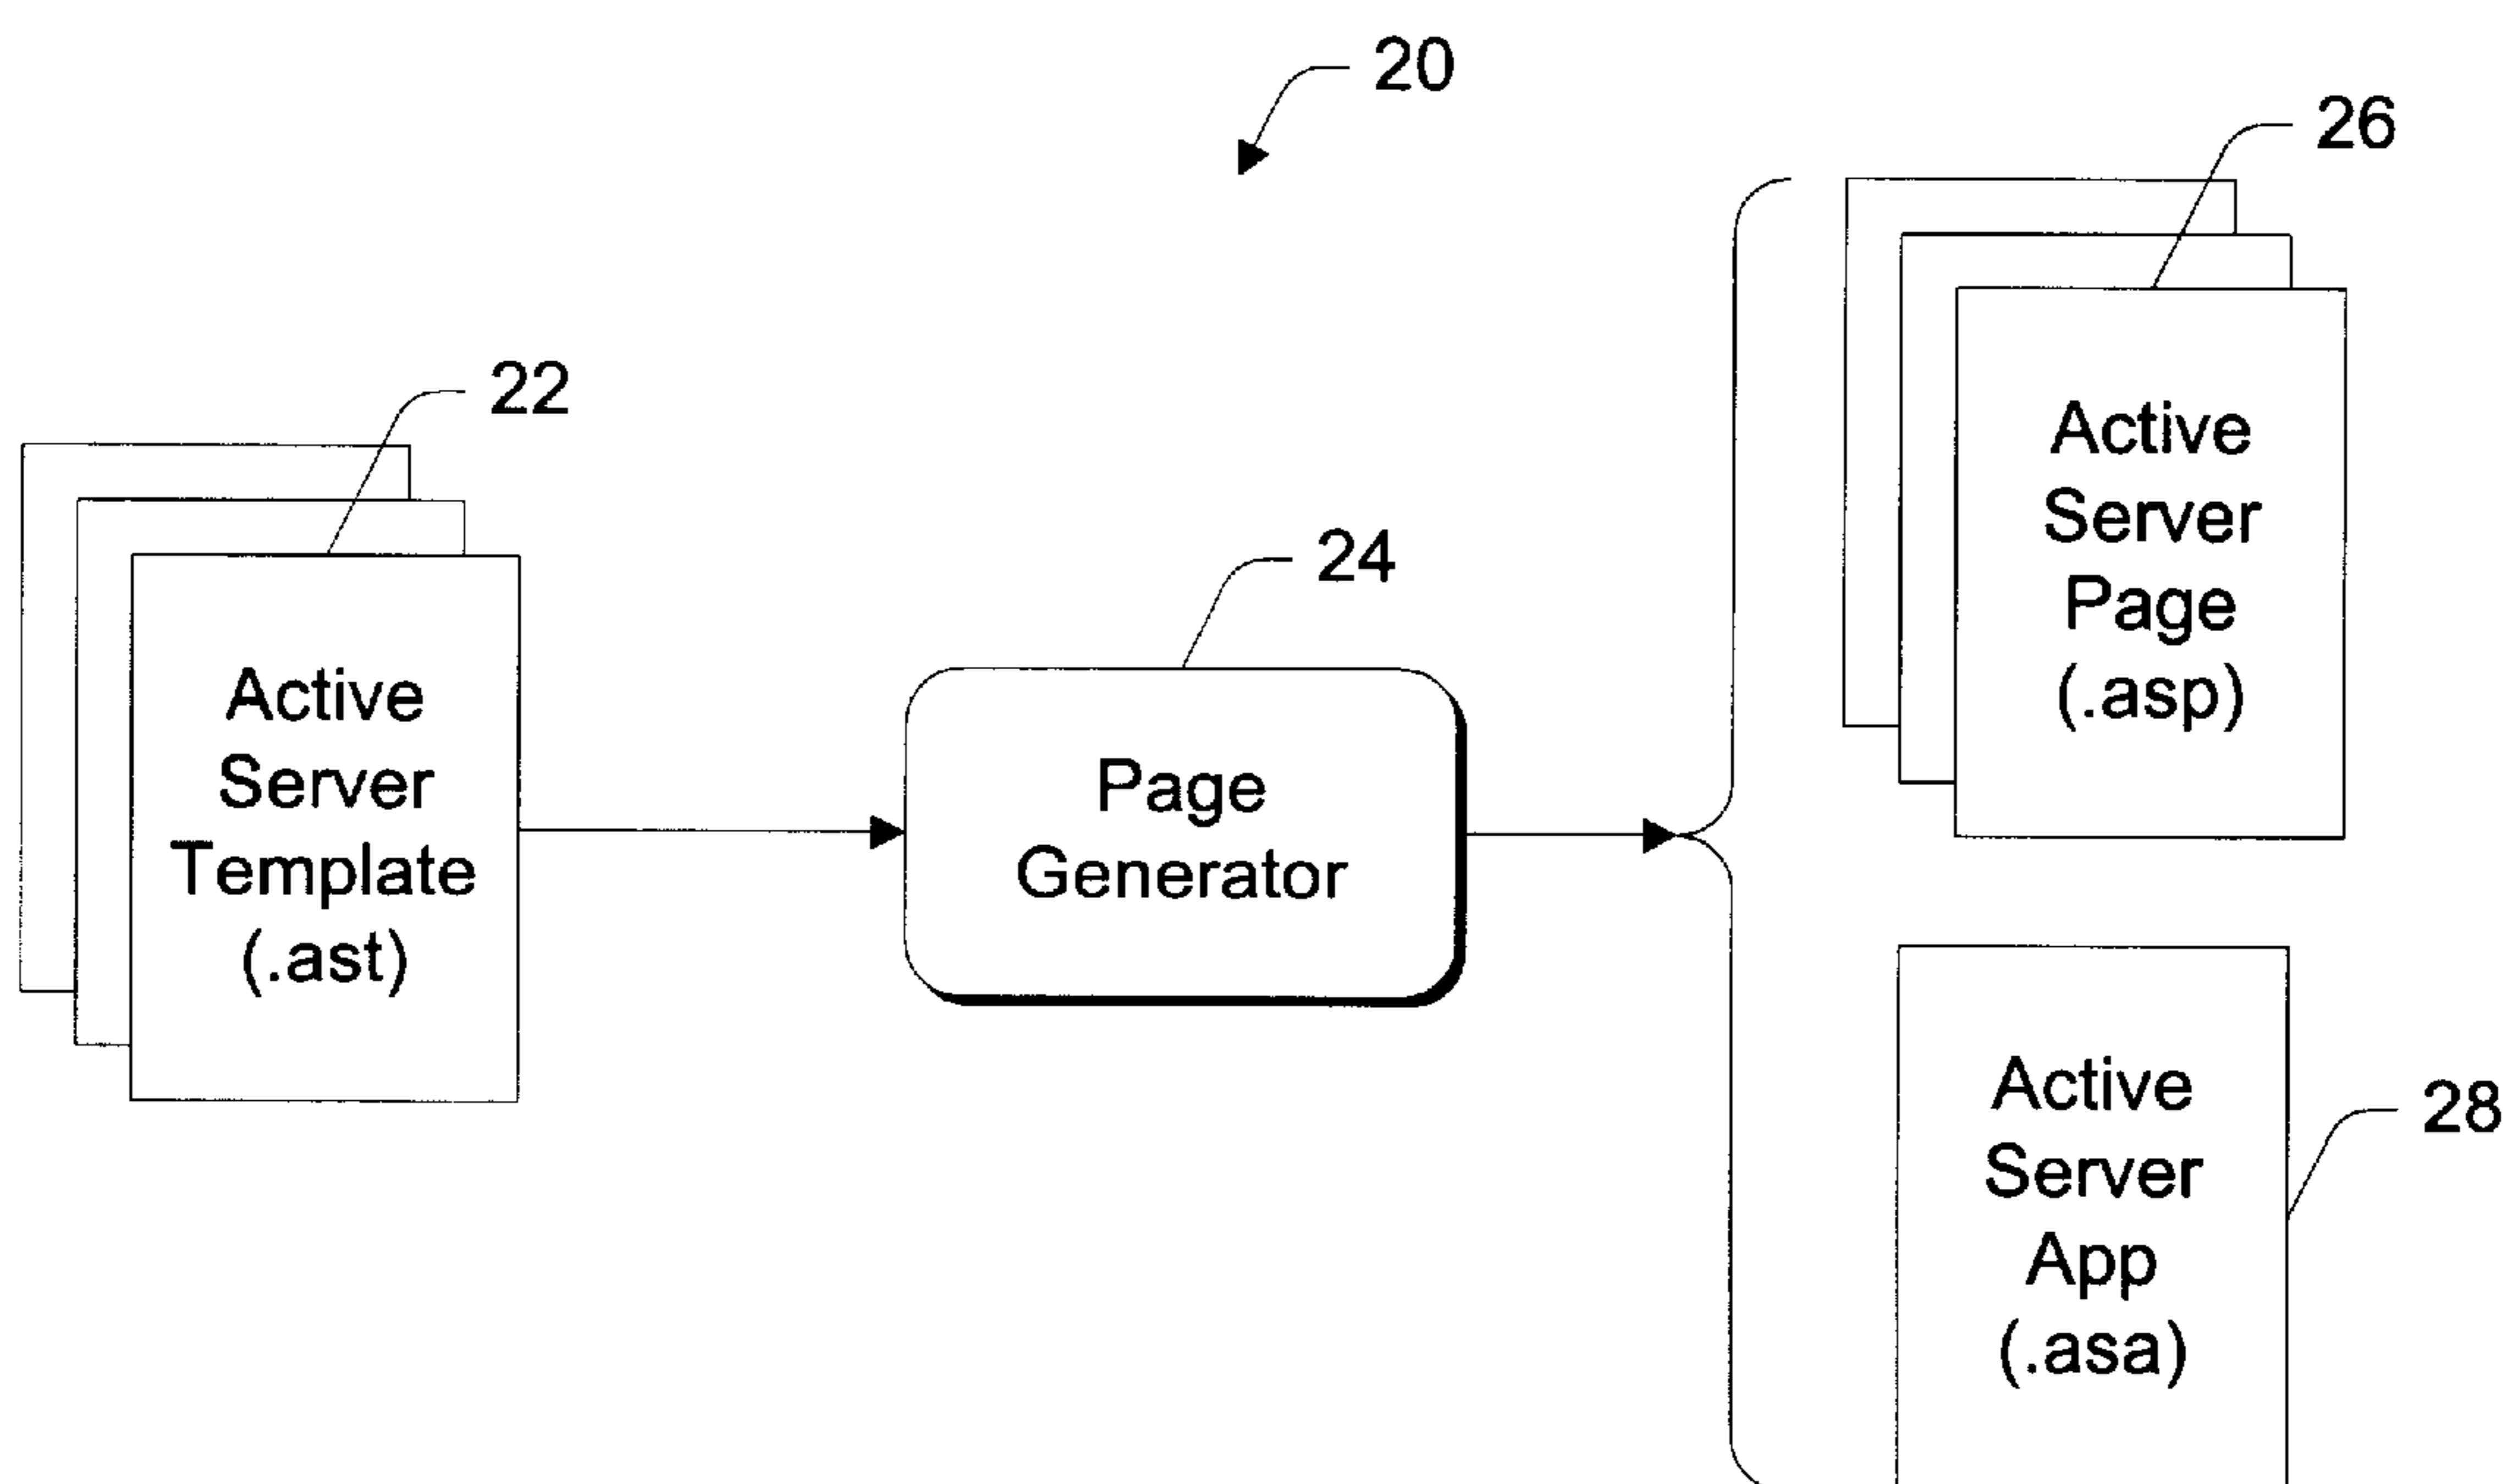 20
26
22
24
Active
Server
Page
(.asp)
Active
Server
Template
(.ast)
Page
Generator
Active
Server
App
(.asa)
28